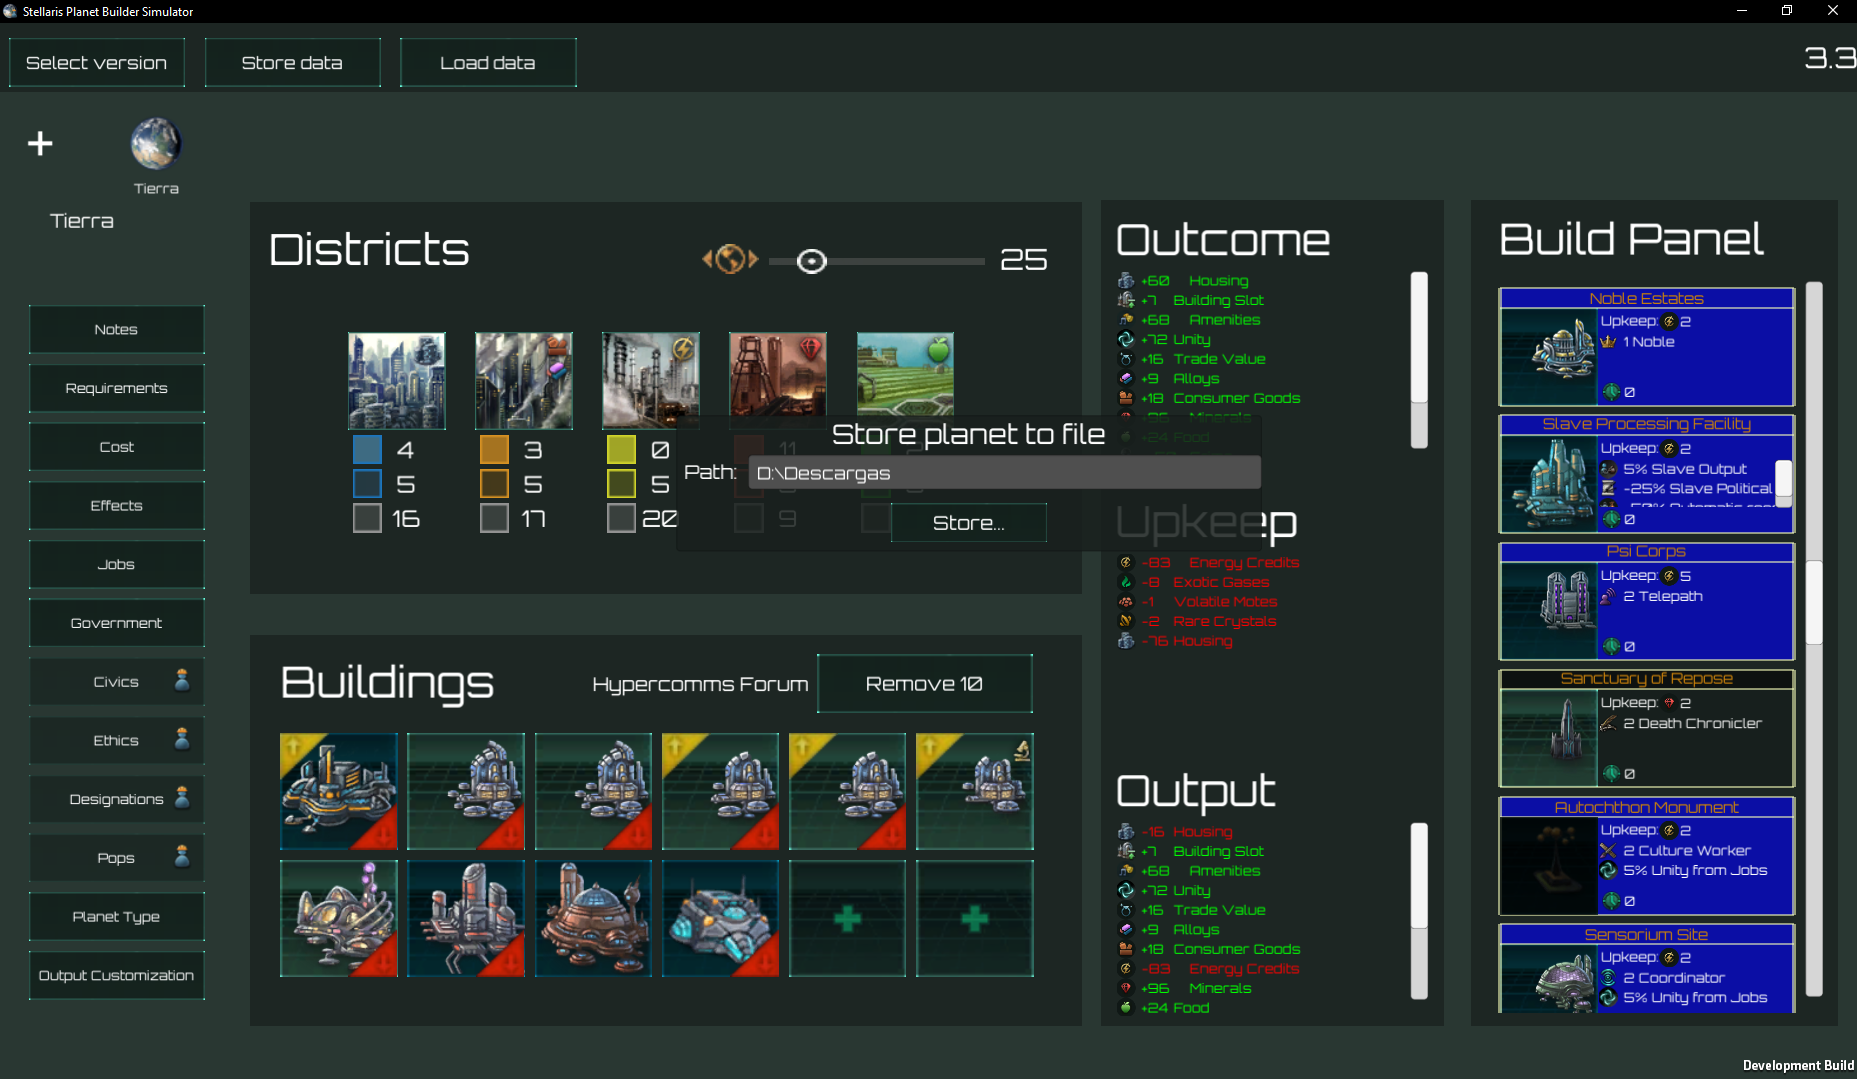 Stellaris Planet Builder Simulator
Select version
Store data
Load data
3.3
Tierra
Tierra
Notes
Requirements
Cost
Effects
Jobs
Government
Civics
Ethics
Designations
Pops
Planet Type
Output Customization
Districts
25
4
3
0
11
2
5
5
5
16
17
20
9
Store planet to file
Path: D:\Descargas
Store...
Buildings
Hypercomms Forum
Remove 10
Outcome
+60 Housing
+7 Building Slot
+68 Amenities
+72 Unity
+16 Trade Value
+9 Alloys
+18 Consumer Goods
+96 Minerals
+24 Food
Upkeep
-83 Energy Credits
-8 Exotic Gases
-1 Volatile Motes
-2 Rare Crystals
-76 Housing
Output
-16 Housing
+7 Building Slot
+68 Amenities
+72 Unity
+16 Trade Value
+9 Alloys
+18 Consumer Goods
-83 Energy Credits
+96 Minerals
+24 Food
Build Panel
Noble Estates
Upkeep: 2
1 Noble
0
Slave Processing Facility
Upkeep: 2
5% Slave Output
-25% Slave Political
0
Psi Corps
Upkeep: 5
2 Telepath
0
Sanctuary of Repose
Upkeep: 2
2 Death Chronicler
0
Autochthon Monument
Upkeep: 2
2 Culture Worker
5% Unity from Jobs
0
Sensorium Site
Upkeep: 2
2 Coordinator
5% Unity from Jobs
Development Build